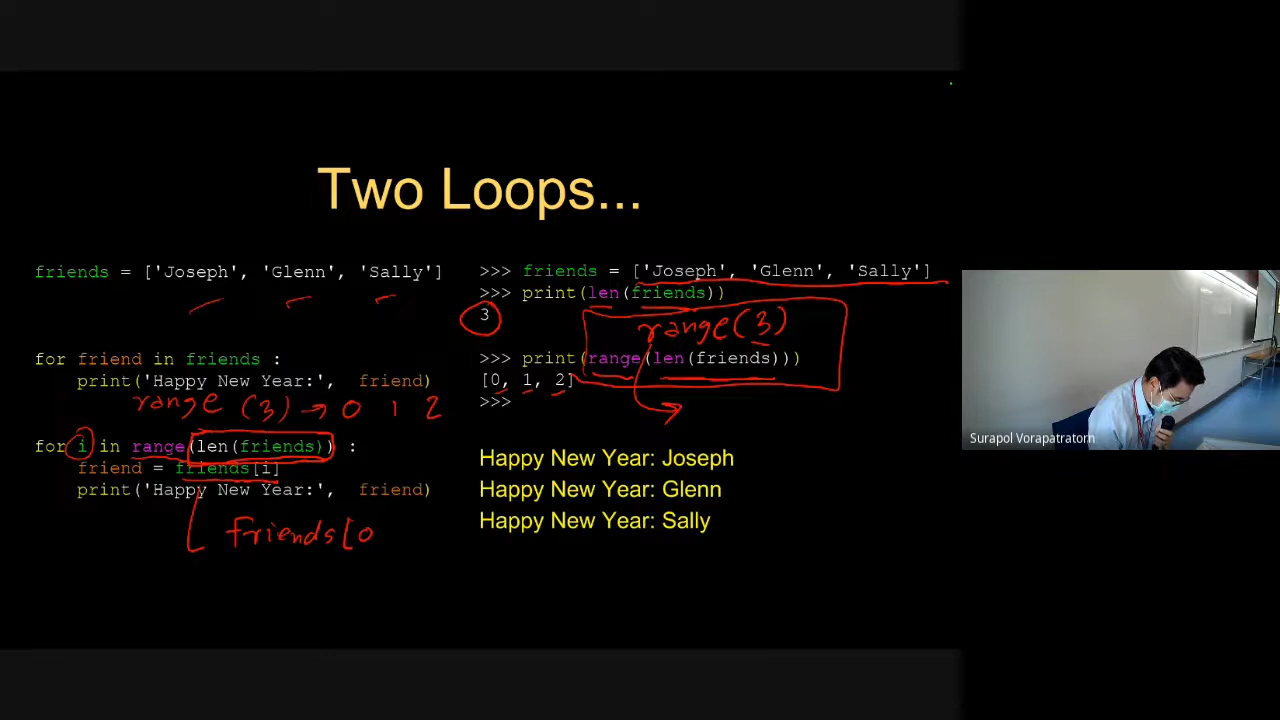 Two Loops...
friends = ['Joseph', 'Glenn', 'Sally']
for friend in friends :
print('Happy New Year:', friend)
range (3) → 0 1 2
for i in range(len(friends)) :
friend = friends[i]
print('Happy New Year:', friend)
friends[0
>>> friends = ['Joseph', 'Glenn', 'Sally']
>>> print(len(friends))
3
range(3)
>>> print(range(len(friends)))
[0, 1, 2]
>>>
Happy New Year: Joseph
Happy New Year: Glenn
Happy New Year: Sally
Surapol Vorapatratorn